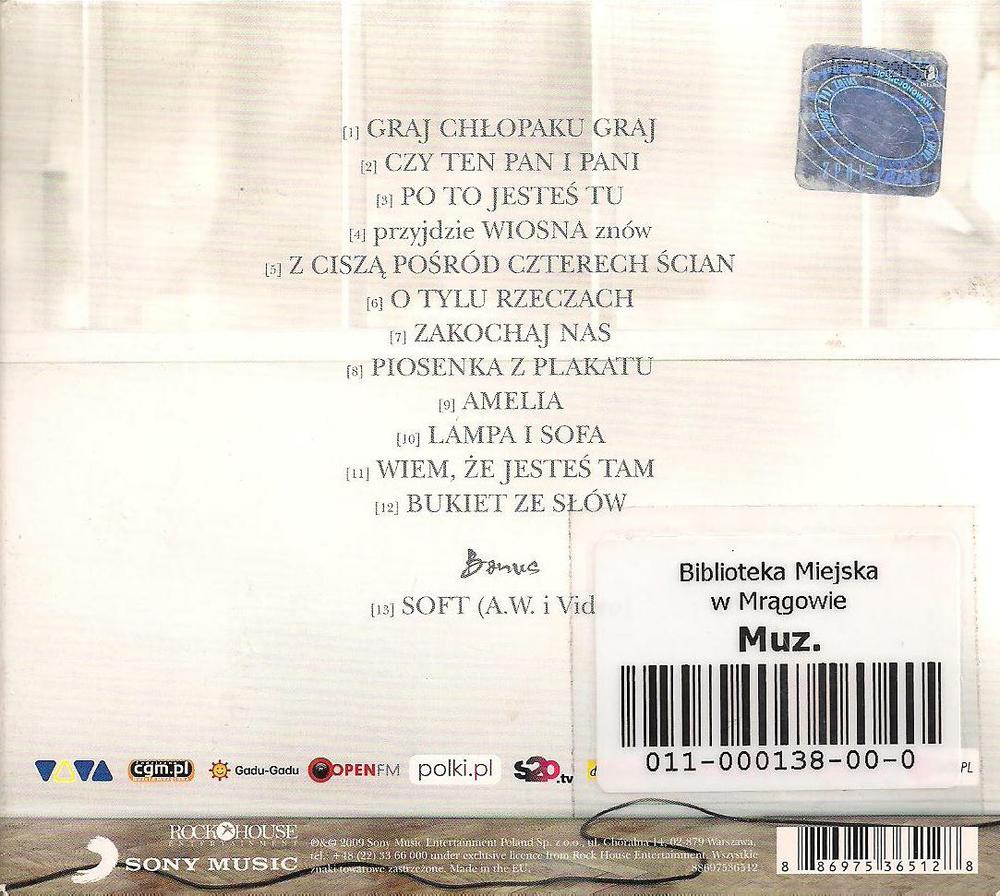 [1] GRAJ CHŁOPAKU GRAJ
[2] CZY TEN PAN I PANI
[3] PO TO JESTEŚ TU
[4] przyjdzie WIOSNA znów
[5] Z CISZĄ POŚRÓD CZTERECH ŚCIAN
[6] O TYLU RZECZACH
[7] ZAKOCHAJ NAS
[8] PIOSENKA Z PLAKATU
[9] AMELIA
[10] LAMPA I SOFA
[11] WIEM, ŻE JESTEŚ TAM
[12] BUKIET ZE SŁÓW
Bonus
[13] SOFT (A.W. i Vid
Biblioteka Miejska
w Mrągowie
Muz.
011-000138-00-0
VIVA cgm.pl Gadu-Gadu OPENFM polki.pl S2O.tv PL
ROCK HOUSE
ENTERTAINMENT
SONY MUSIC
℗&© 2009 Sony Music Entertainment Poland Sp. z o.o., ul. Chóralna 14, 02-879 Warszawa,
tel.: +48 (22) 33 66 000 under exclusive licence from Rock House Entertainment. Wszystkie
znaki towarowe zastrzeżone. Made in the EU. 88697536512
8 86975 36512 8